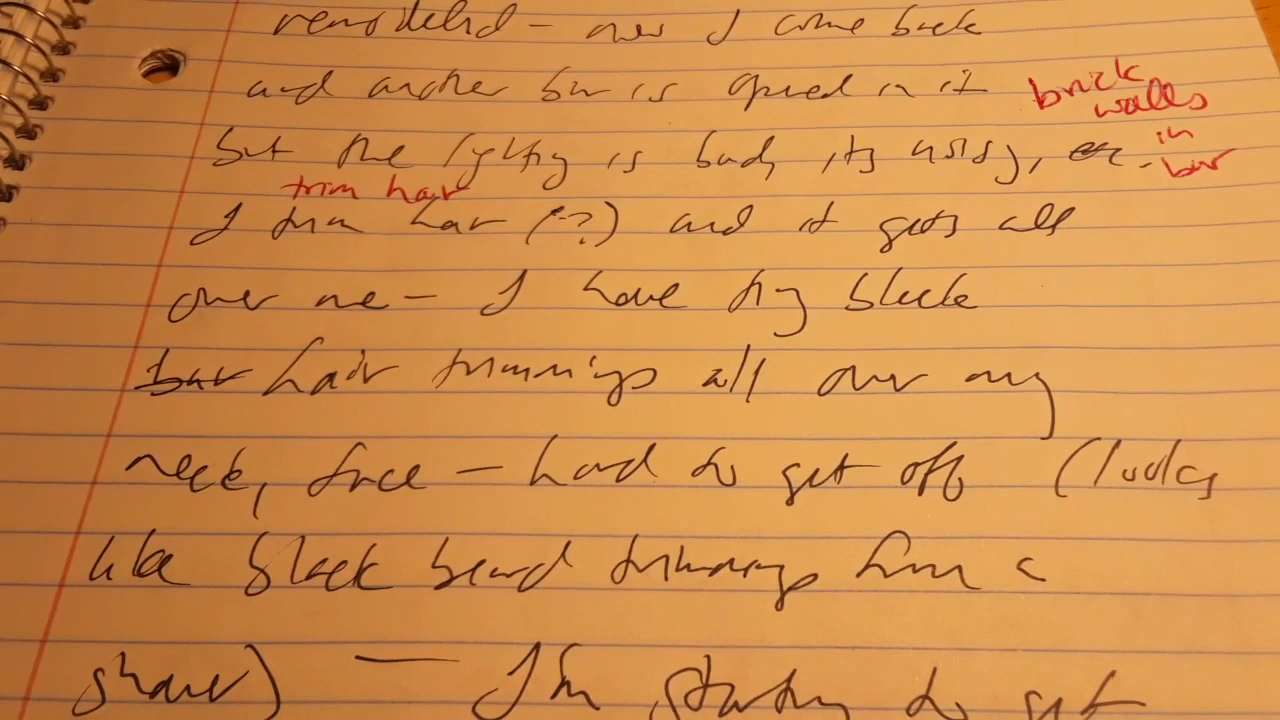 remodeled - now I come back
and another bar is opened in it brick walls in bar
but the lighting is bad, its noisy, etc.
trim hair
I trim hair (-?) and it gets all
over me - I have tiny black
bar hair trimmings all over my
neck, face - hard to get off (looks
like black beard trimmings from a
shaver) — I'm starting to get